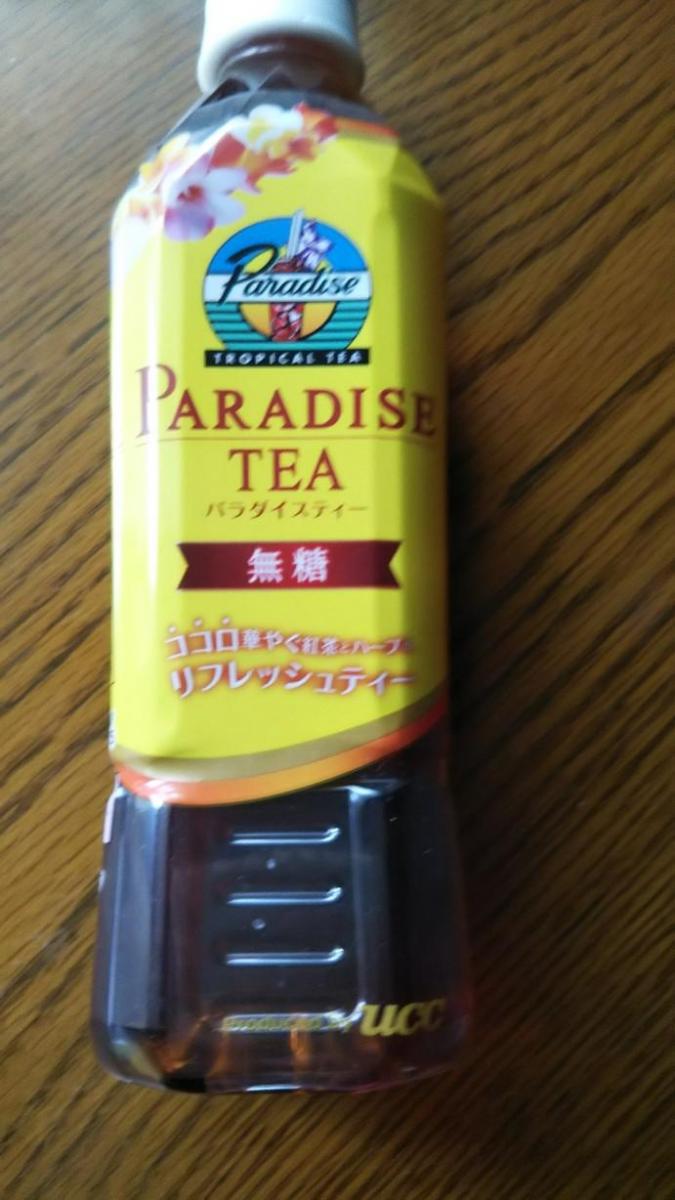 Paradise
TROPICAL TEA
PARADISE
TEA
パラダイスティー
無糖
ココロ華やぐ紅茶とハーブの
リフレッシュティー
Produced by ucc